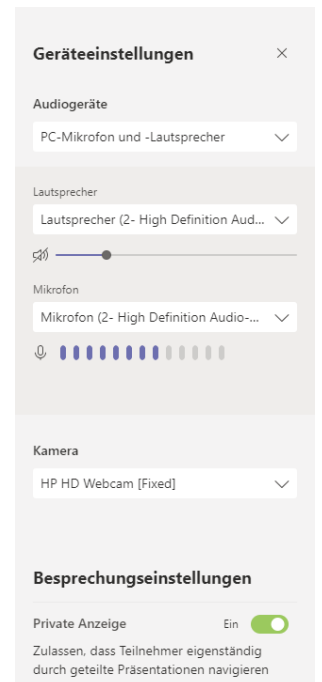 Geräteeinstellungen
Audiogeräte
PC-Mikrofon und -Lautsprecher
Lautsprecher
Lautsprecher (2- High Definition Aud...
Mikrofon
Mikrofon (2- High Definition Audio-...
Kamera
HP HD Webcam [Fixed]
Besprechungseinstellungen
Private Anzeige Ein
Zulassen, dass Teilnehmer eigenständig
durch geteilte Präsentationen navigieren